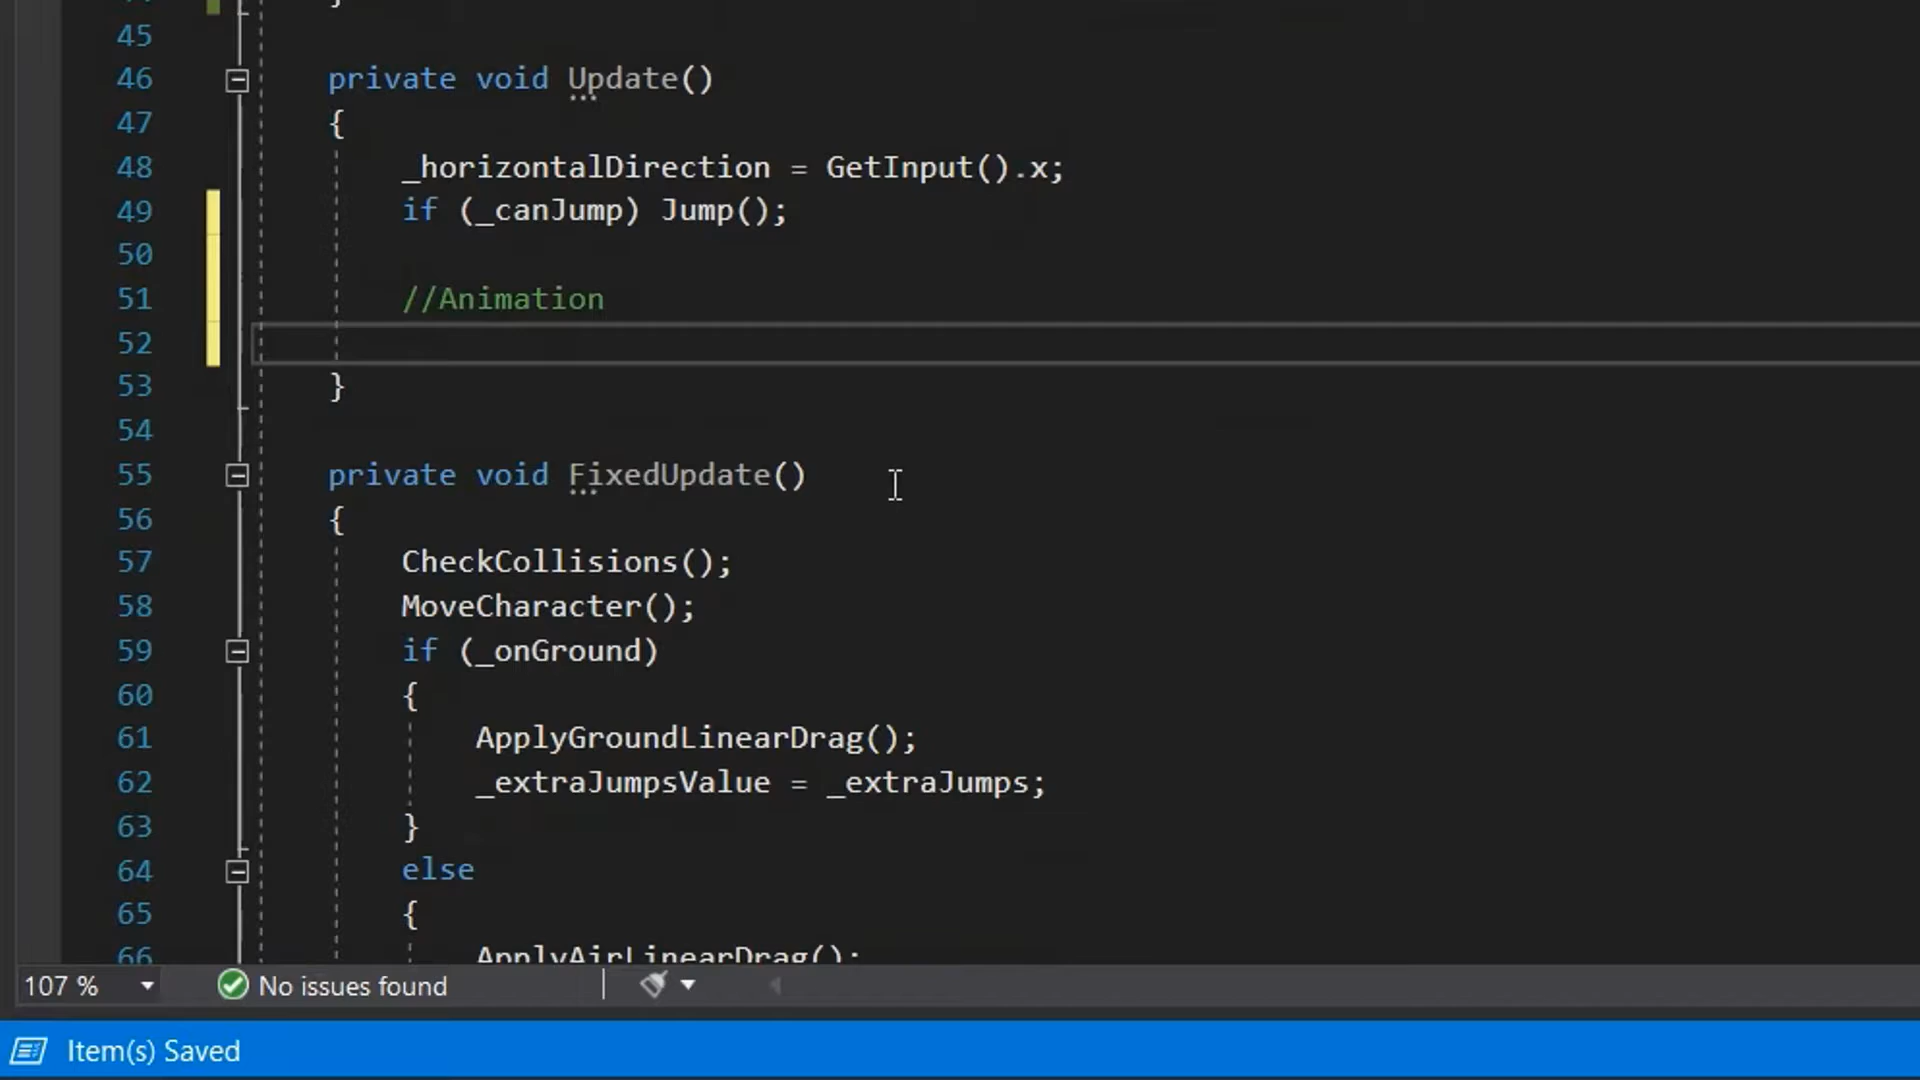 45
46 private void Update()
47 {
48 _horizontalDirection = GetInput().x;
49 if (_canJump) Jump();
50
51 //Animation
52
53 }
54
55 private void FixedUpdate()
56 {
57 CheckCollisions();
58 MoveCharacter();
59 if (_onGround)
60 {
61 ApplyGroundLinearDrag();
62 _extraJumpsValue = _extraJumps;
63 }
64 else
65 {
66 ApplyAirLinearDrag();
107 % No issues found
Item(s) Saved